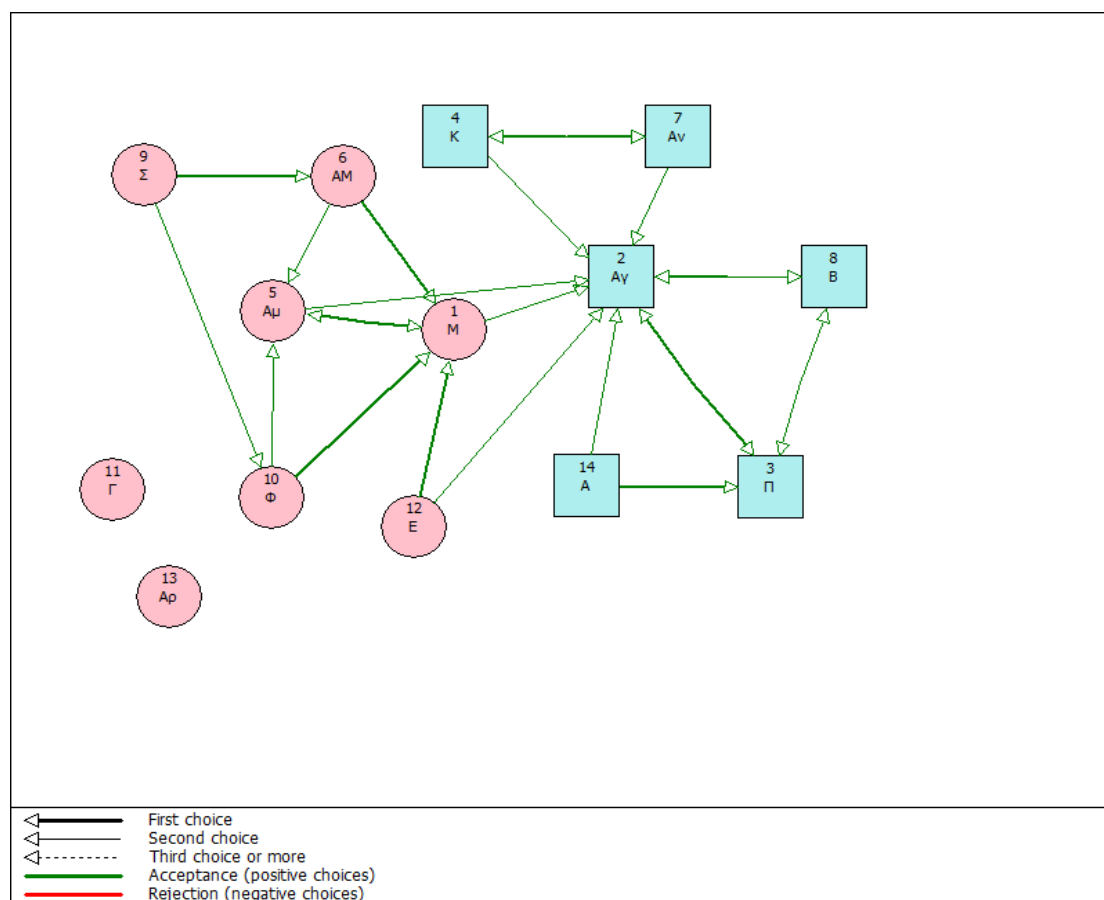 4
Κ
7
Αν
9
Σ
6
ΑΜ
2
Αγ
8
Β
5
Αμ
1
Μ
11
Γ
10
Φ
12
Ε
14
Α
3
Π
13
Αρ
First choice
Second choice
Third choice or more
Acceptance (positive choices)
Rejection (negative choices)